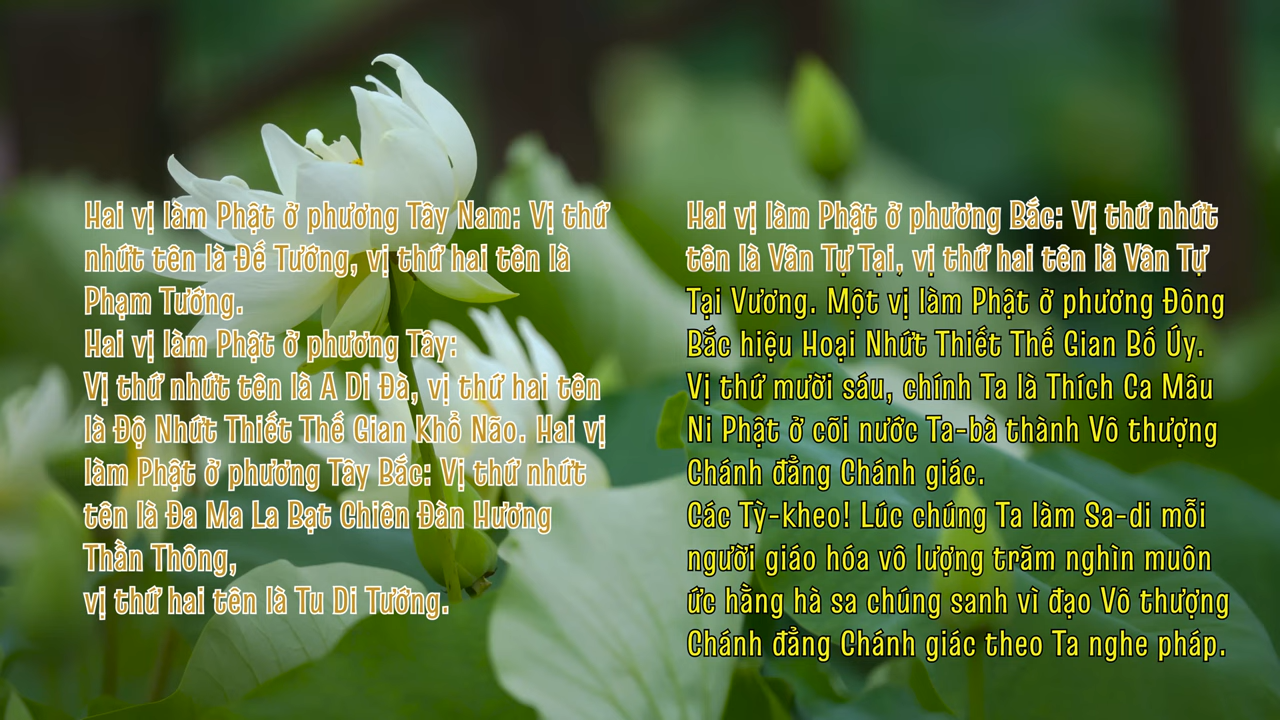 Hai vị làm Phật ở phương Tây Nam: Vị thứ
nhứt tên là Đế Tướng, vị thứ hai tên là
Phạm Tướng.
Hai vị làm Phật ở phương Tây:
Vị thứ nhứt tên là A Di Đà, vị thứ hai tên
là Độ Nhứt Thiết Thế Gian Khổ Não. Hai vị
làm Phật ở phương Tây Bắc: Vị thứ nhứt
tên là Đa Ma La Bạt Chiên Đàn Hương
Thần Thông,
vị thứ hai tên là Tu Di Tướng.
Hai vị làm Phật ở phương Bắc: Vị thứ nhứt
tên là Vân Tự Tại, vị thứ hai tên là Vân Tự
Tại Vương. Một vị làm Phật ở phương Đông
Bắc hiệu Hoại Nhứt Thiết Thế Gian Bố Úy.
Vị thứ mười sáu, chính Ta là Thích Ca Mâu
Ni Phật ở cõi nước Ta-bà thành Vô thượng
Chánh đẳng Chánh giác.
Các Tỳ-kheo! Lúc chúng Ta làm Sa-di mỗi
người giáo hóa vô lượng trăm nghìn muôn
ức hằng hà sa chúng sanh vì đạo Vô thượng
Chánh đẳng Chánh giác theo Ta nghe pháp.